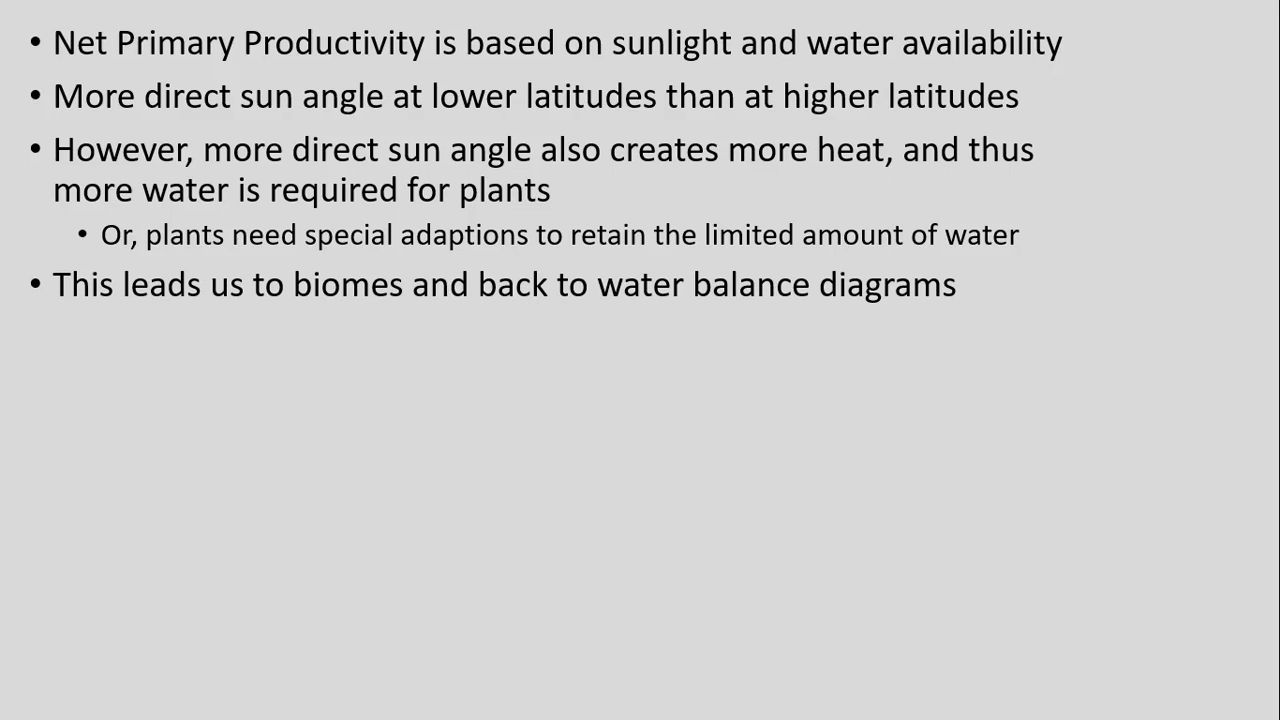 • Net Primary Productivity is based on sunlight and water availability
• More direct sun angle at lower latitudes than at higher latitudes
• However, more direct sun angle also creates more heat, and thus
more water is required for plants
• Or, plants need special adaptions to retain the limited amount of water
• This leads us to biomes and back to water balance diagrams